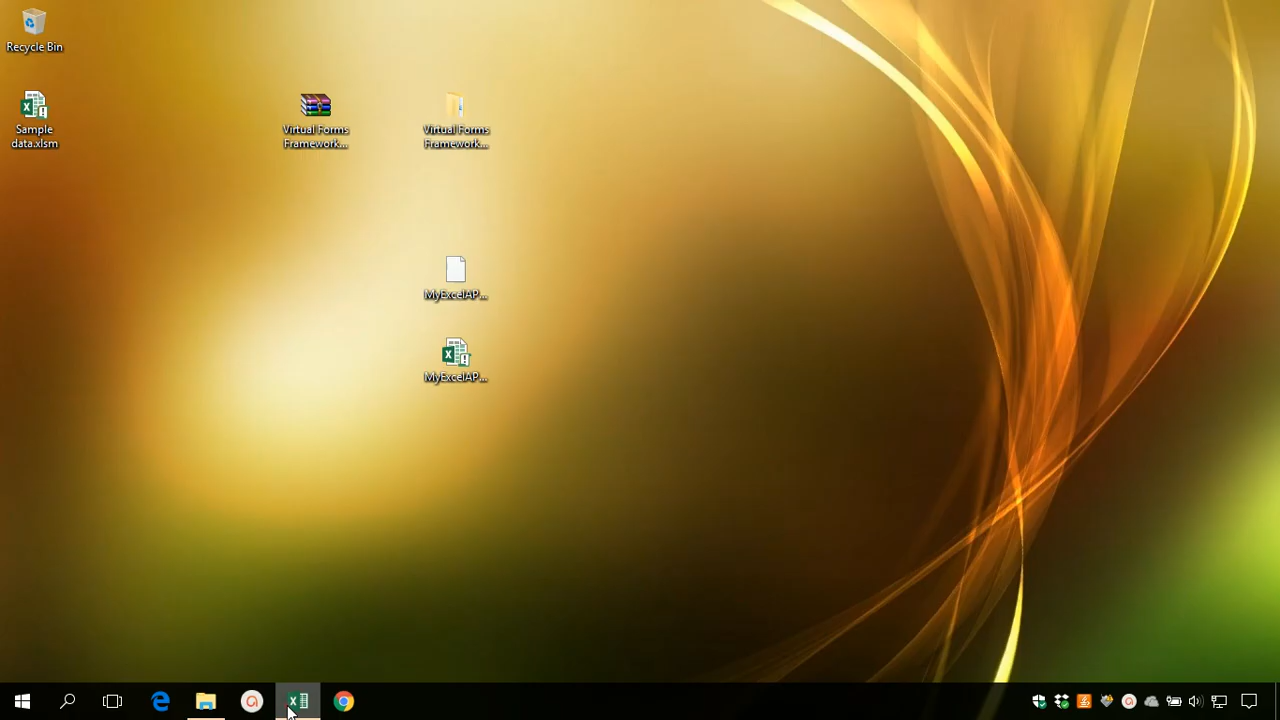 Recycle Bin
Sample
data.xlsm
Virtual Forms
Framework...
Virtual Forms
Framework...
MyExcelAP...
MyExcelAP...